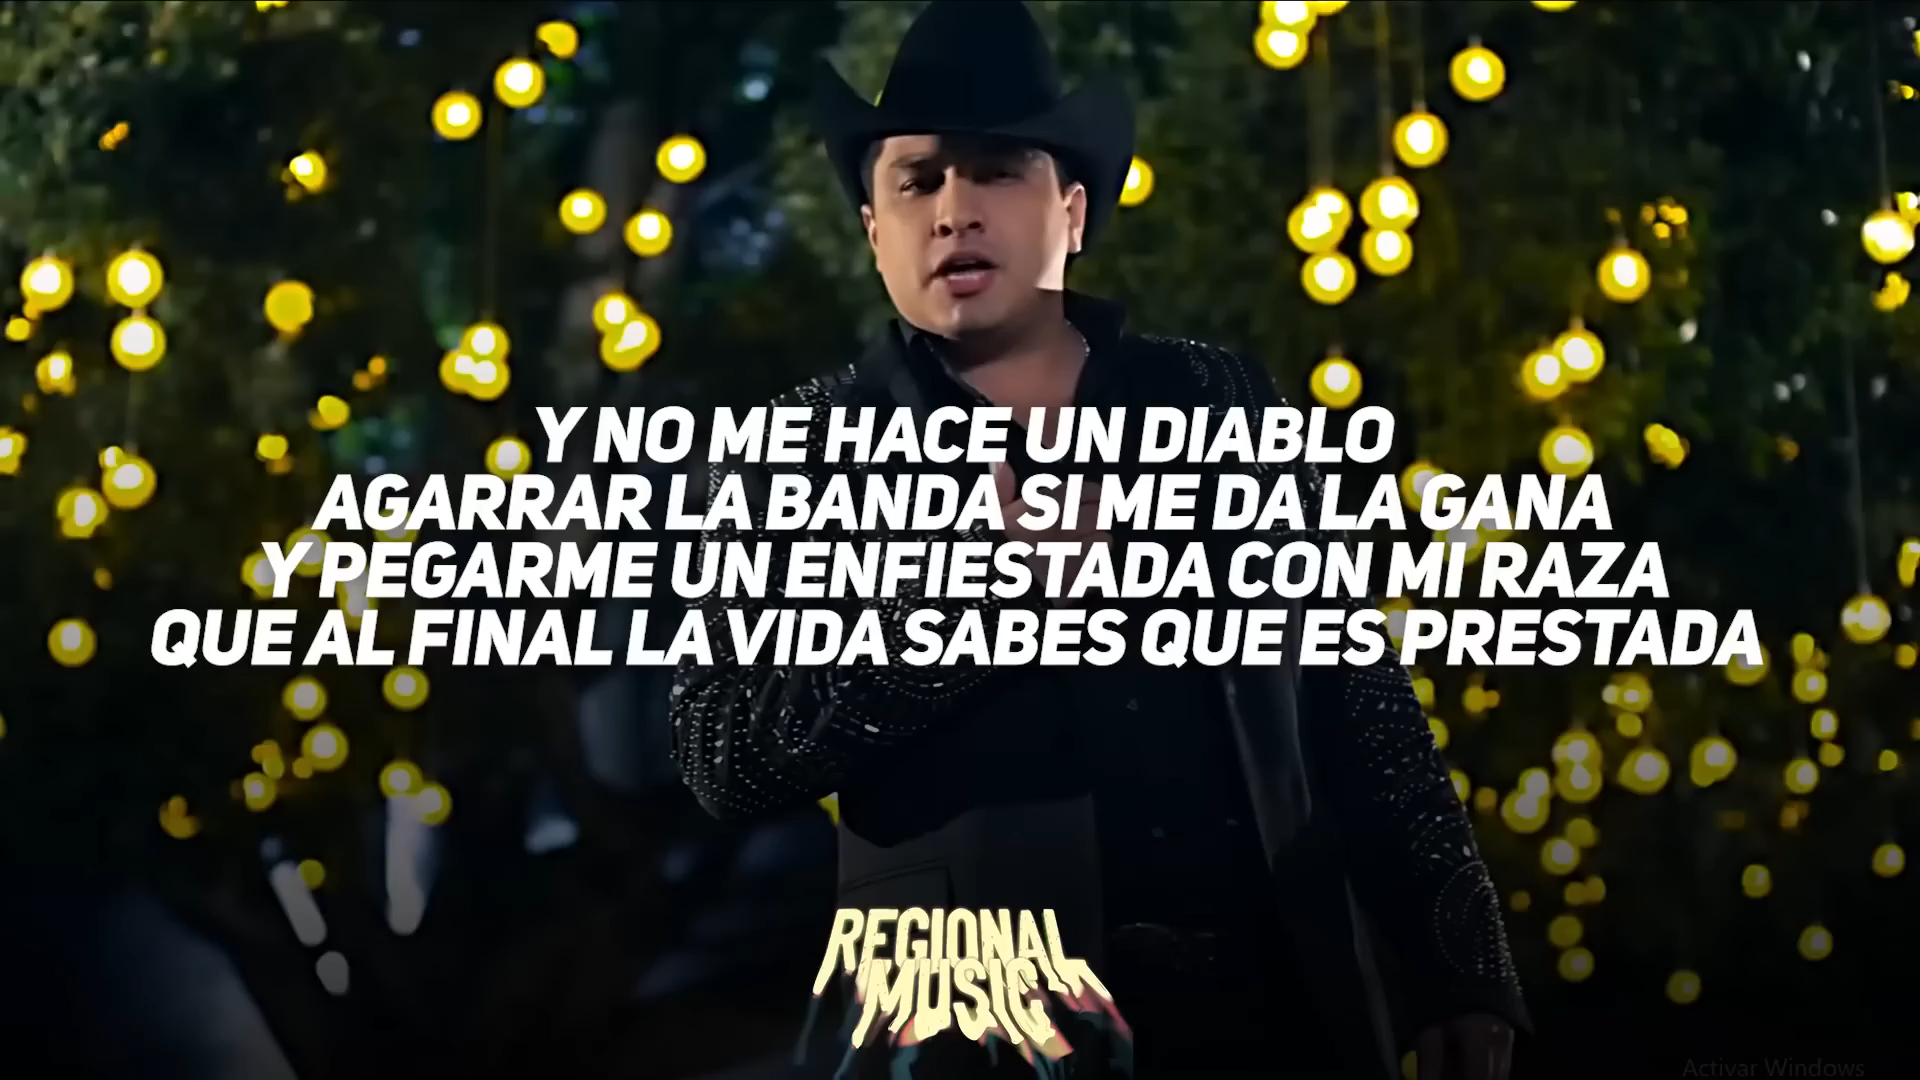 Y NO ME HACE UN DIABLO
AGARRAR LA BANDA SI ME DA LA GANA
Y PEGARME UN ENFIESTADA CON MI RAZA
QUE AL FINAL LA VIDA SABES QUE ES PRESTADA
REGIONAL
MUSIC
Activar Windows